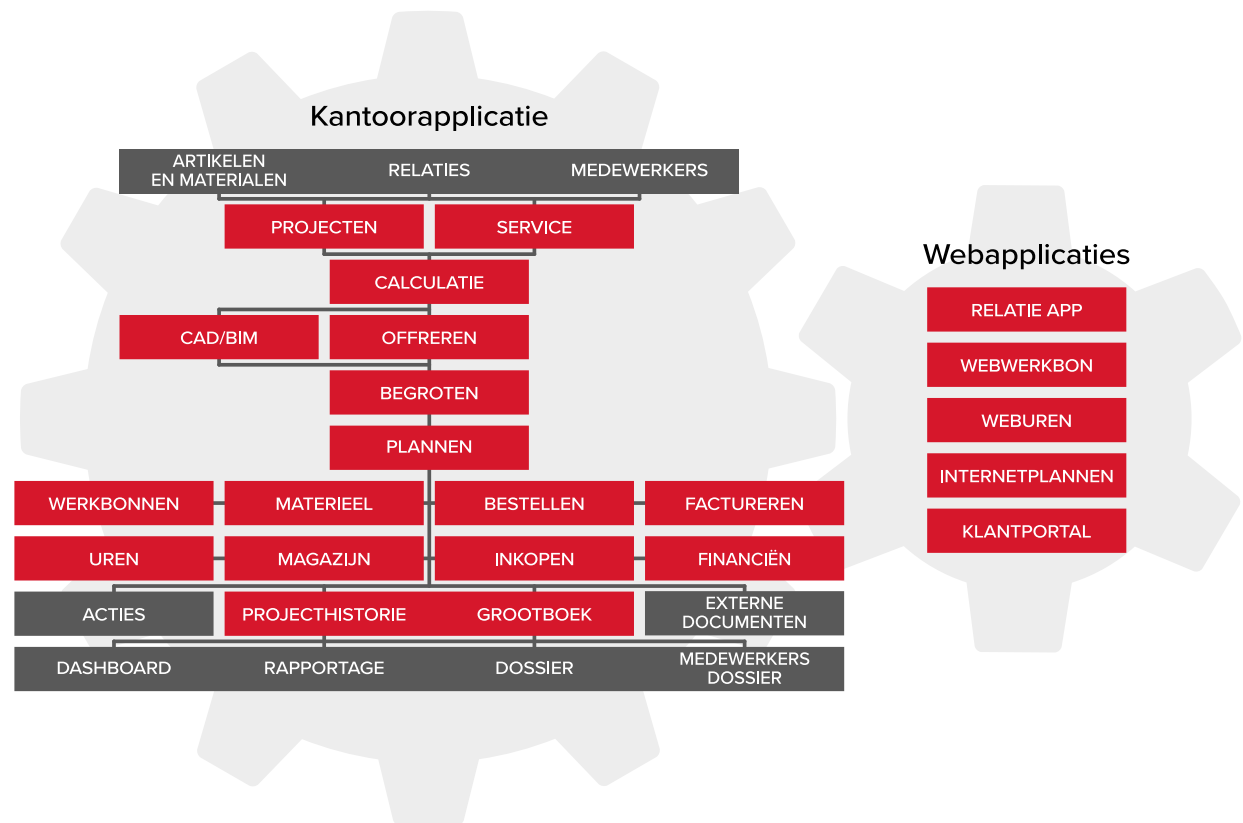 Kantoorapplicatie
ARTIKELEN
EN MATERIALEN
RELATIES
MEDEWERKERS
PROJECTEN
SERVICE
CALCULATIE
CAD/BIM
OFFREREN
BEGROTEN
PLANNEN
WERKBONNEN
MATERIEEL
BESTELLEN
FACTUREREN
UREN
MAGAZIJN
INKOPEN
FINANCIËN
ACTIES
PROJECTHISTORIE
GROOTBOEK
EXTERNE
DOCUMENTEN
DASHBOARD
RAPPORTAGE
DOSSIER
MEDEWERKERS
DOSSIER
Webapplicaties
RELATIE APP
WEBWERKBON
WEBUREN
INTERNETPLANNEN
KLANTPORTAL